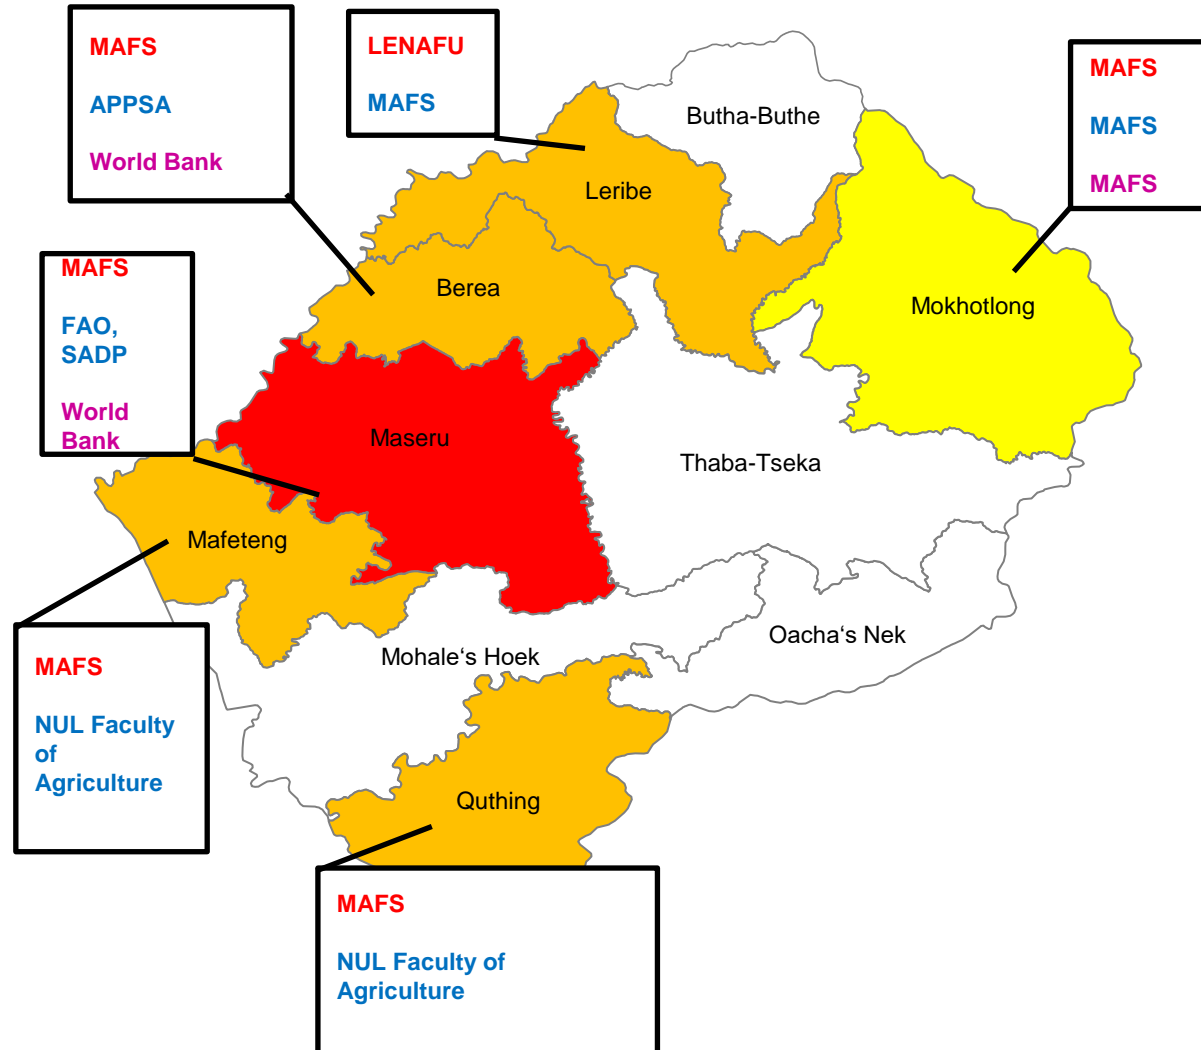 MAFS
APPSA
World Bank
LENAFU
MAFS
MAFS
MAFS
MAFS
Butha-Buthe
Leribe
Berea
Mokhotlong
MAFS
FAO,
SADP
World
Bank
Maseru
Thaba-Tseka
Mafeteng
Oacha‘s Nek
Mohale‘s Hoek
MAFS
NUL Faculty
of
Agriculture
Quthing
MAFS
NUL Faculty of
Agriculture